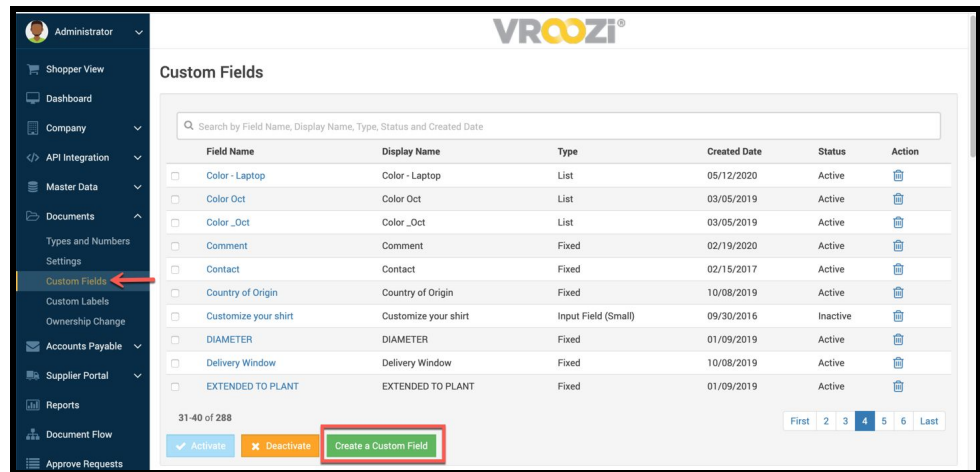 Administrator
VROOZi®
Shopper View
Dashboard
Company
API Integration
Master Data
Documents
Types and Numbers
Settings
Custom Fields
Custom Labels
Ownership Change
Accounts Payable
Supplier Portal
Reports
Document Flow
Approve Requests
Custom Fields
Search by Field Name, Display Name, Type, Status and Created Date
Field Name Display Name Type Created Date Status Action
Color - Laptop Color - Laptop List 05/12/2020 Active
Color Oct Color Oct List 03/05/2019 Active
Color _Oct Color _Oct List 03/05/2019 Active
Comment Comment Fixed 02/19/2020 Active
Contact Contact Fixed 02/15/2017 Active
Country of Origin Country of Origin Fixed 10/08/2019 Active
Customize your shirt Customize your shirt Input Field (Small) 09/30/2016 Inactive
DIAMETER DIAMETER Fixed 01/09/2019 Active
Delivery Window Delivery Window Fixed 10/08/2019 Active
EXTENDED TO PLANT EXTENDED TO PLANT Fixed 01/09/2019 Active
31-40 of 288 First 2 3 4 5 6 Last
Activate Deactivate Create a Custom Field